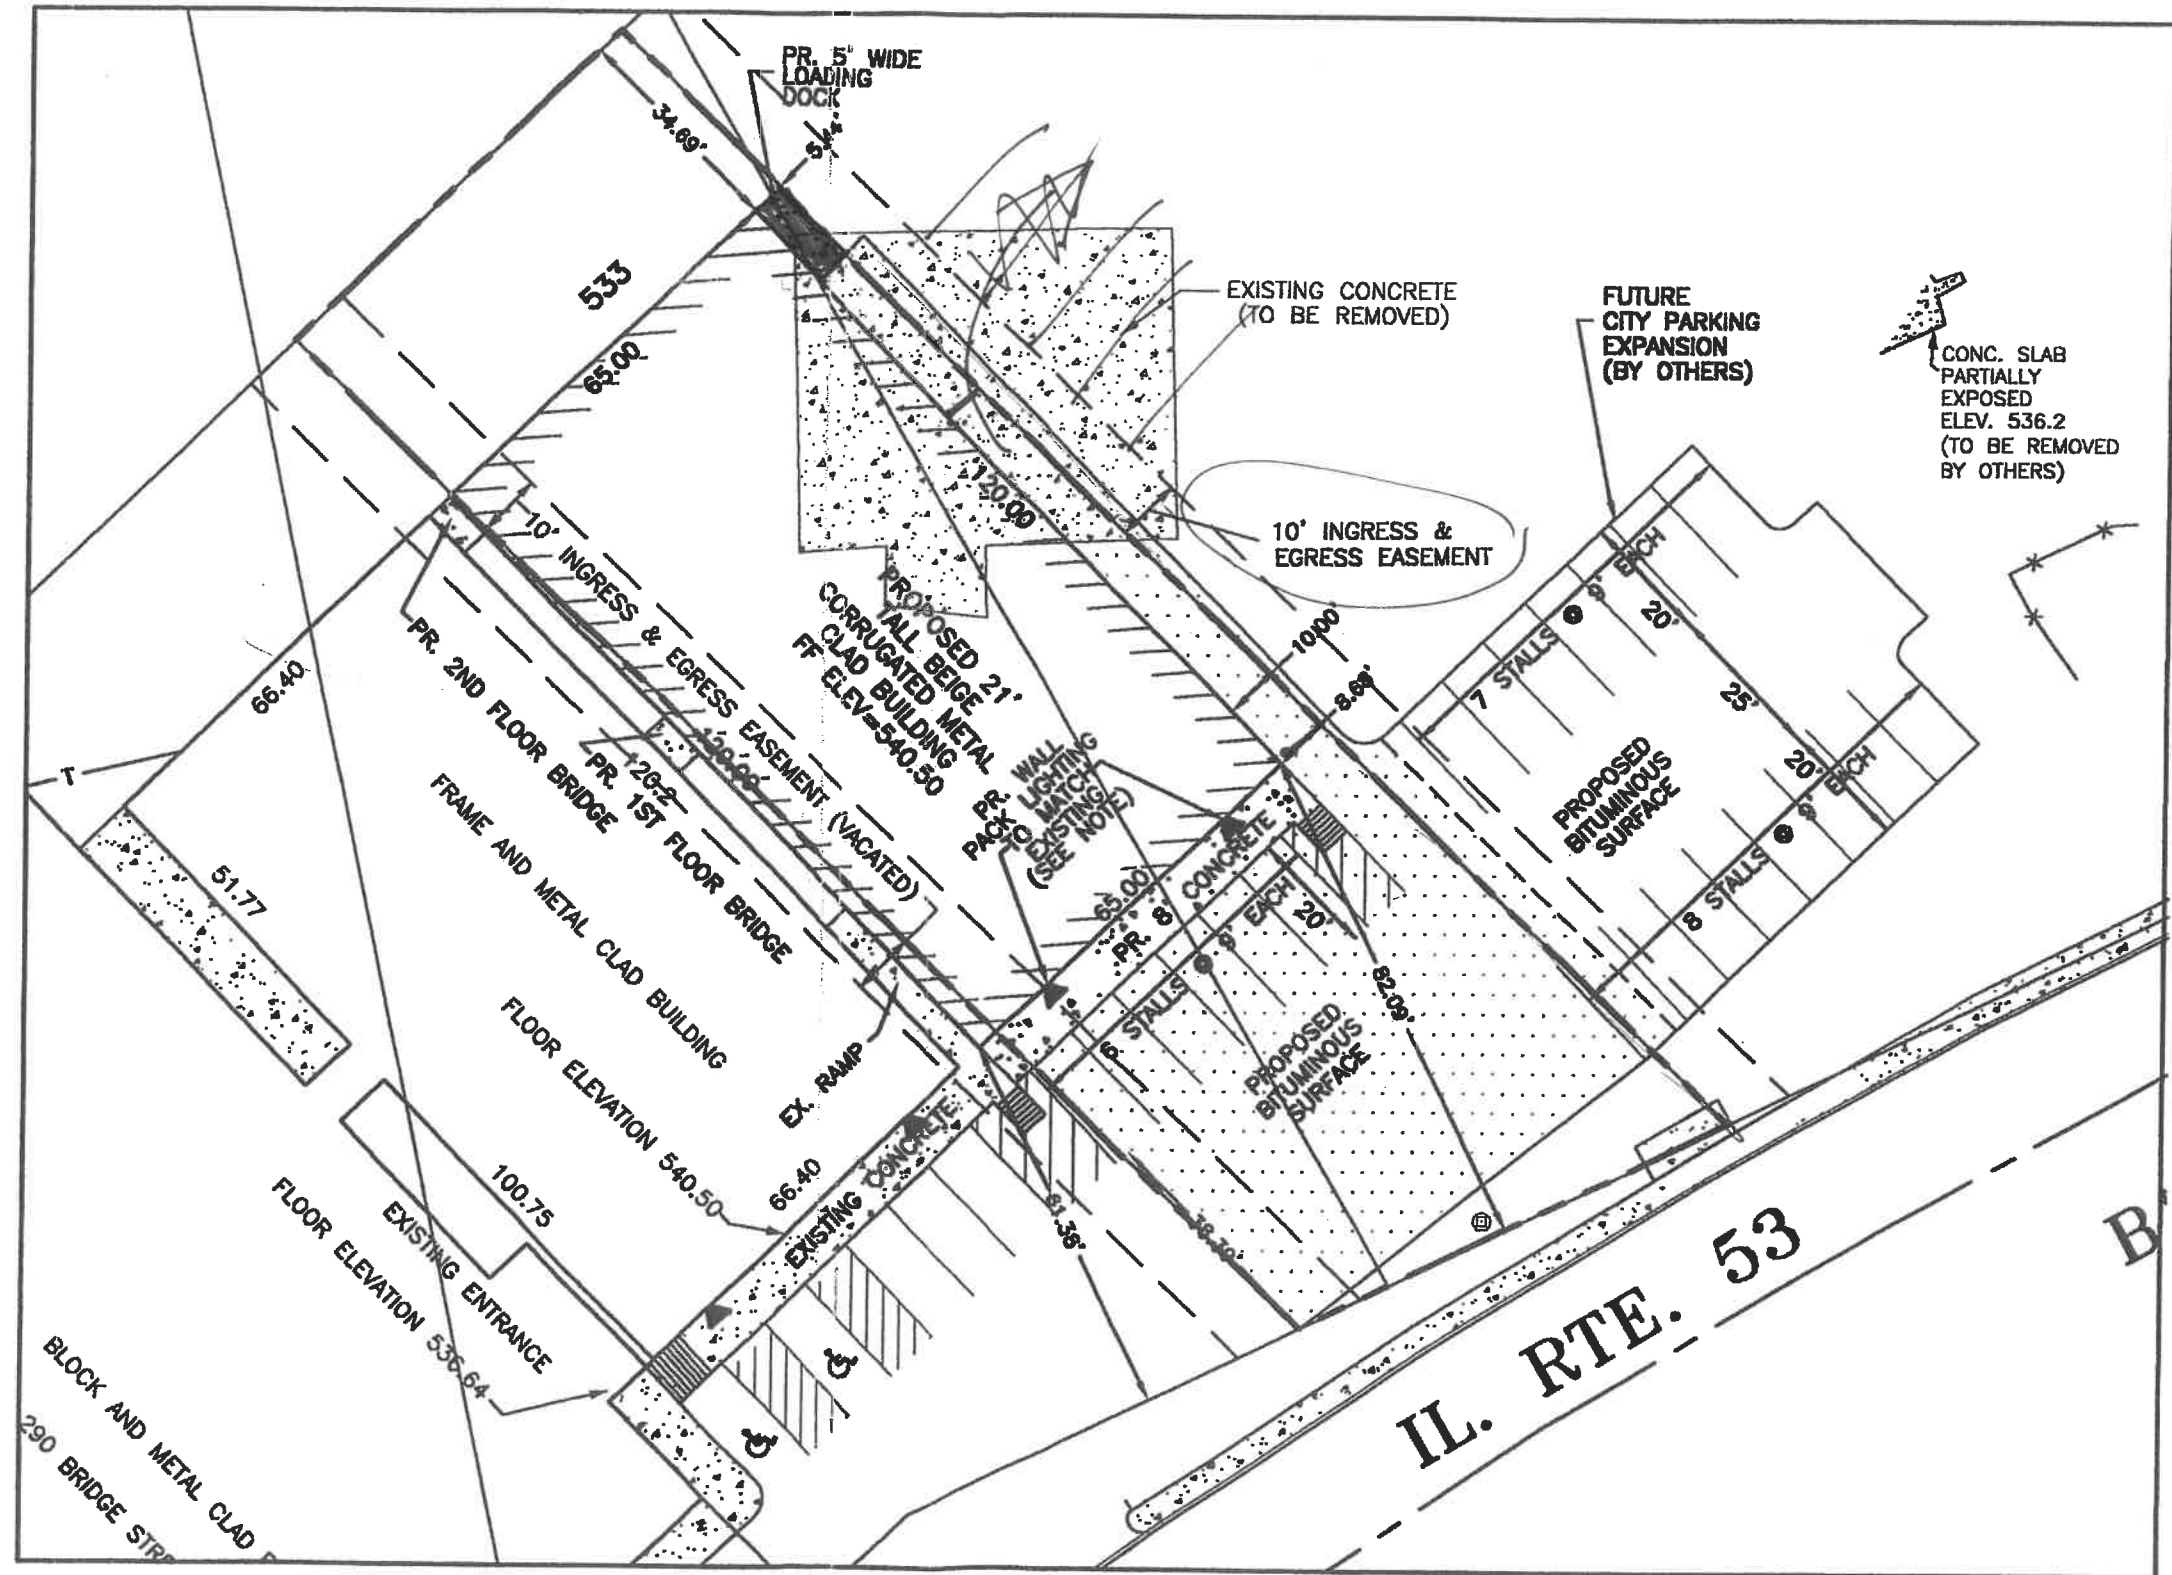 PR. 5' WIDE
LOADING
DOCK
34.69'
533
65.00
EXISTING CONCRETE
(TO BE REMOVED)
FUTURE
CITY PARKING
EXPANSION
(BY OTHERS)
CONC. SLAB
PARTIALLY
EXPOSED
ELEV. 536.2
(TO BE REMOVED
BY OTHERS)
10' INGRESS &
EGRESS EASEMENT
120.00
10' INGRESS & EGRESS EASEMENT (VACATED)
PROPOSED 21'
TALL BEIGE
CORRUGATED METAL
CLAD BUILDING
FF ELEV=540.50
10.00'
7 STALLS @ 9' EACH
20'
25'
20'
8 STALLS @ 9' EACH
PROPOSED
BITUMINOUS
SURFACE
PR. WALL
PACK LIGHTING
TO MATCH
EXISTING
(SEE NOTE)
66.40
PR. 2ND FLOOR BRIDGE
PR. 1ST FLOOR BRIDGE
120.00'
T
FRAME AND METAL CLAD BUILDING
51.77
FLOOR ELEVATION 540.50
EX. RAMP
65.00
PR. 8' CONCRETE
6 STALLS @ 9' EACH
20'
82.09'
PROPOSED
BITUMINOUS
SURFACE
66.40
EXISTING CONCRETE
61.38'
100.75
EXISTING ENTRANCE
FLOOR ELEVATION 536.64
BLOCK AND METAL CLAD
290 BRIDGE
IL. RTE. 53
B